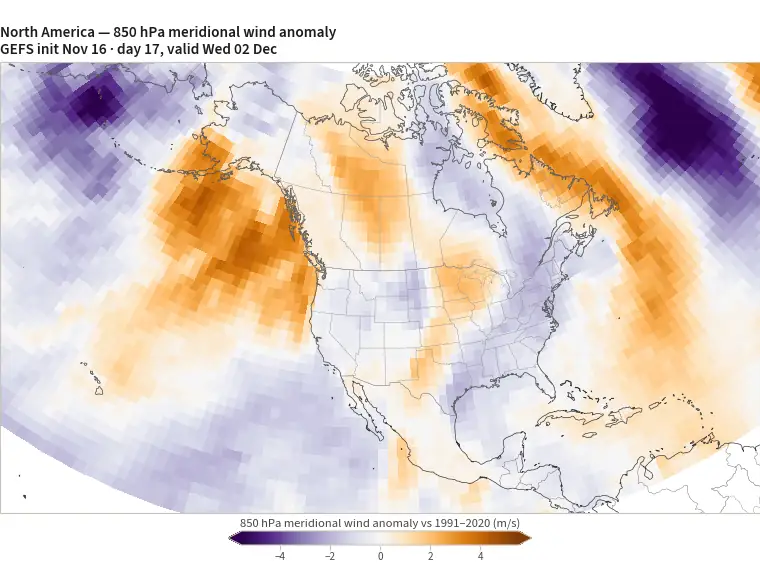 North America — 850 hPa meridional wind anomaly
GEFS init Nov 16 · day 17, valid Wed 02 Dec
850 hPa meridional wind anomaly vs 1991–2020 (m/s)
−4 −2 0 2 4